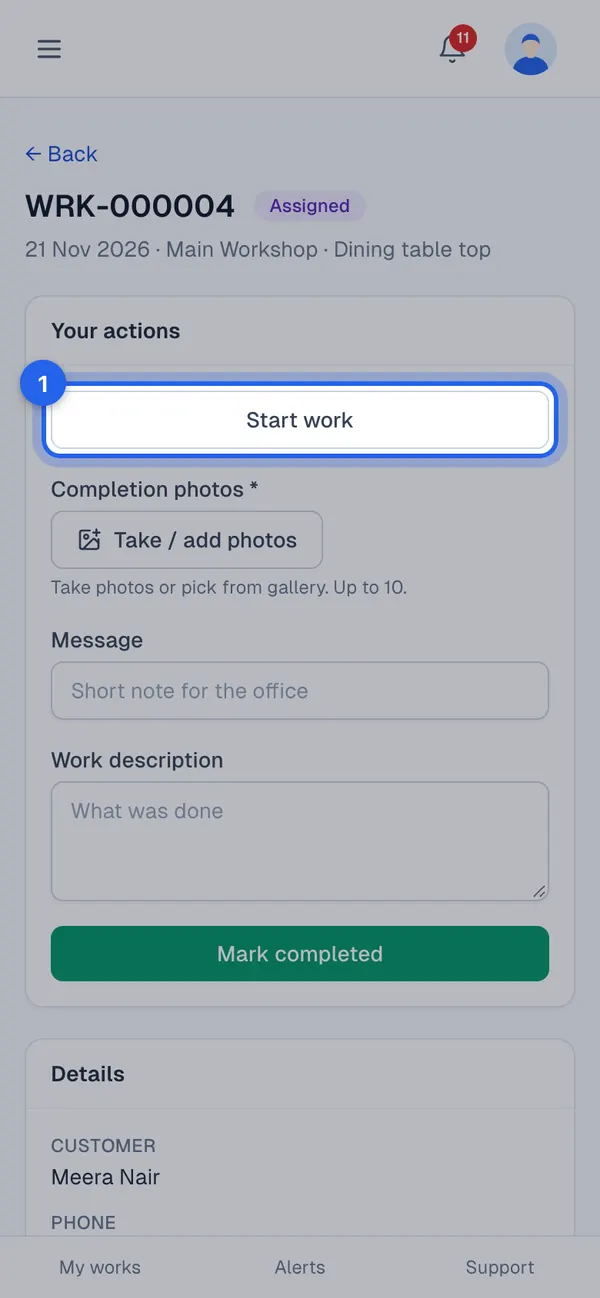 11
← Back
WRK-000004 Assigned
21 Nov 2026 · Main Workshop · Dining table top
Your actions
1
Start work
Completion photos *
Take / add photos
Take photos or pick from gallery. Up to 10.
Message
Short note for the office
Work description
What was done
Mark completed
Details
CUSTOMER
Meera Nair
PHONE
My works Alerts Support